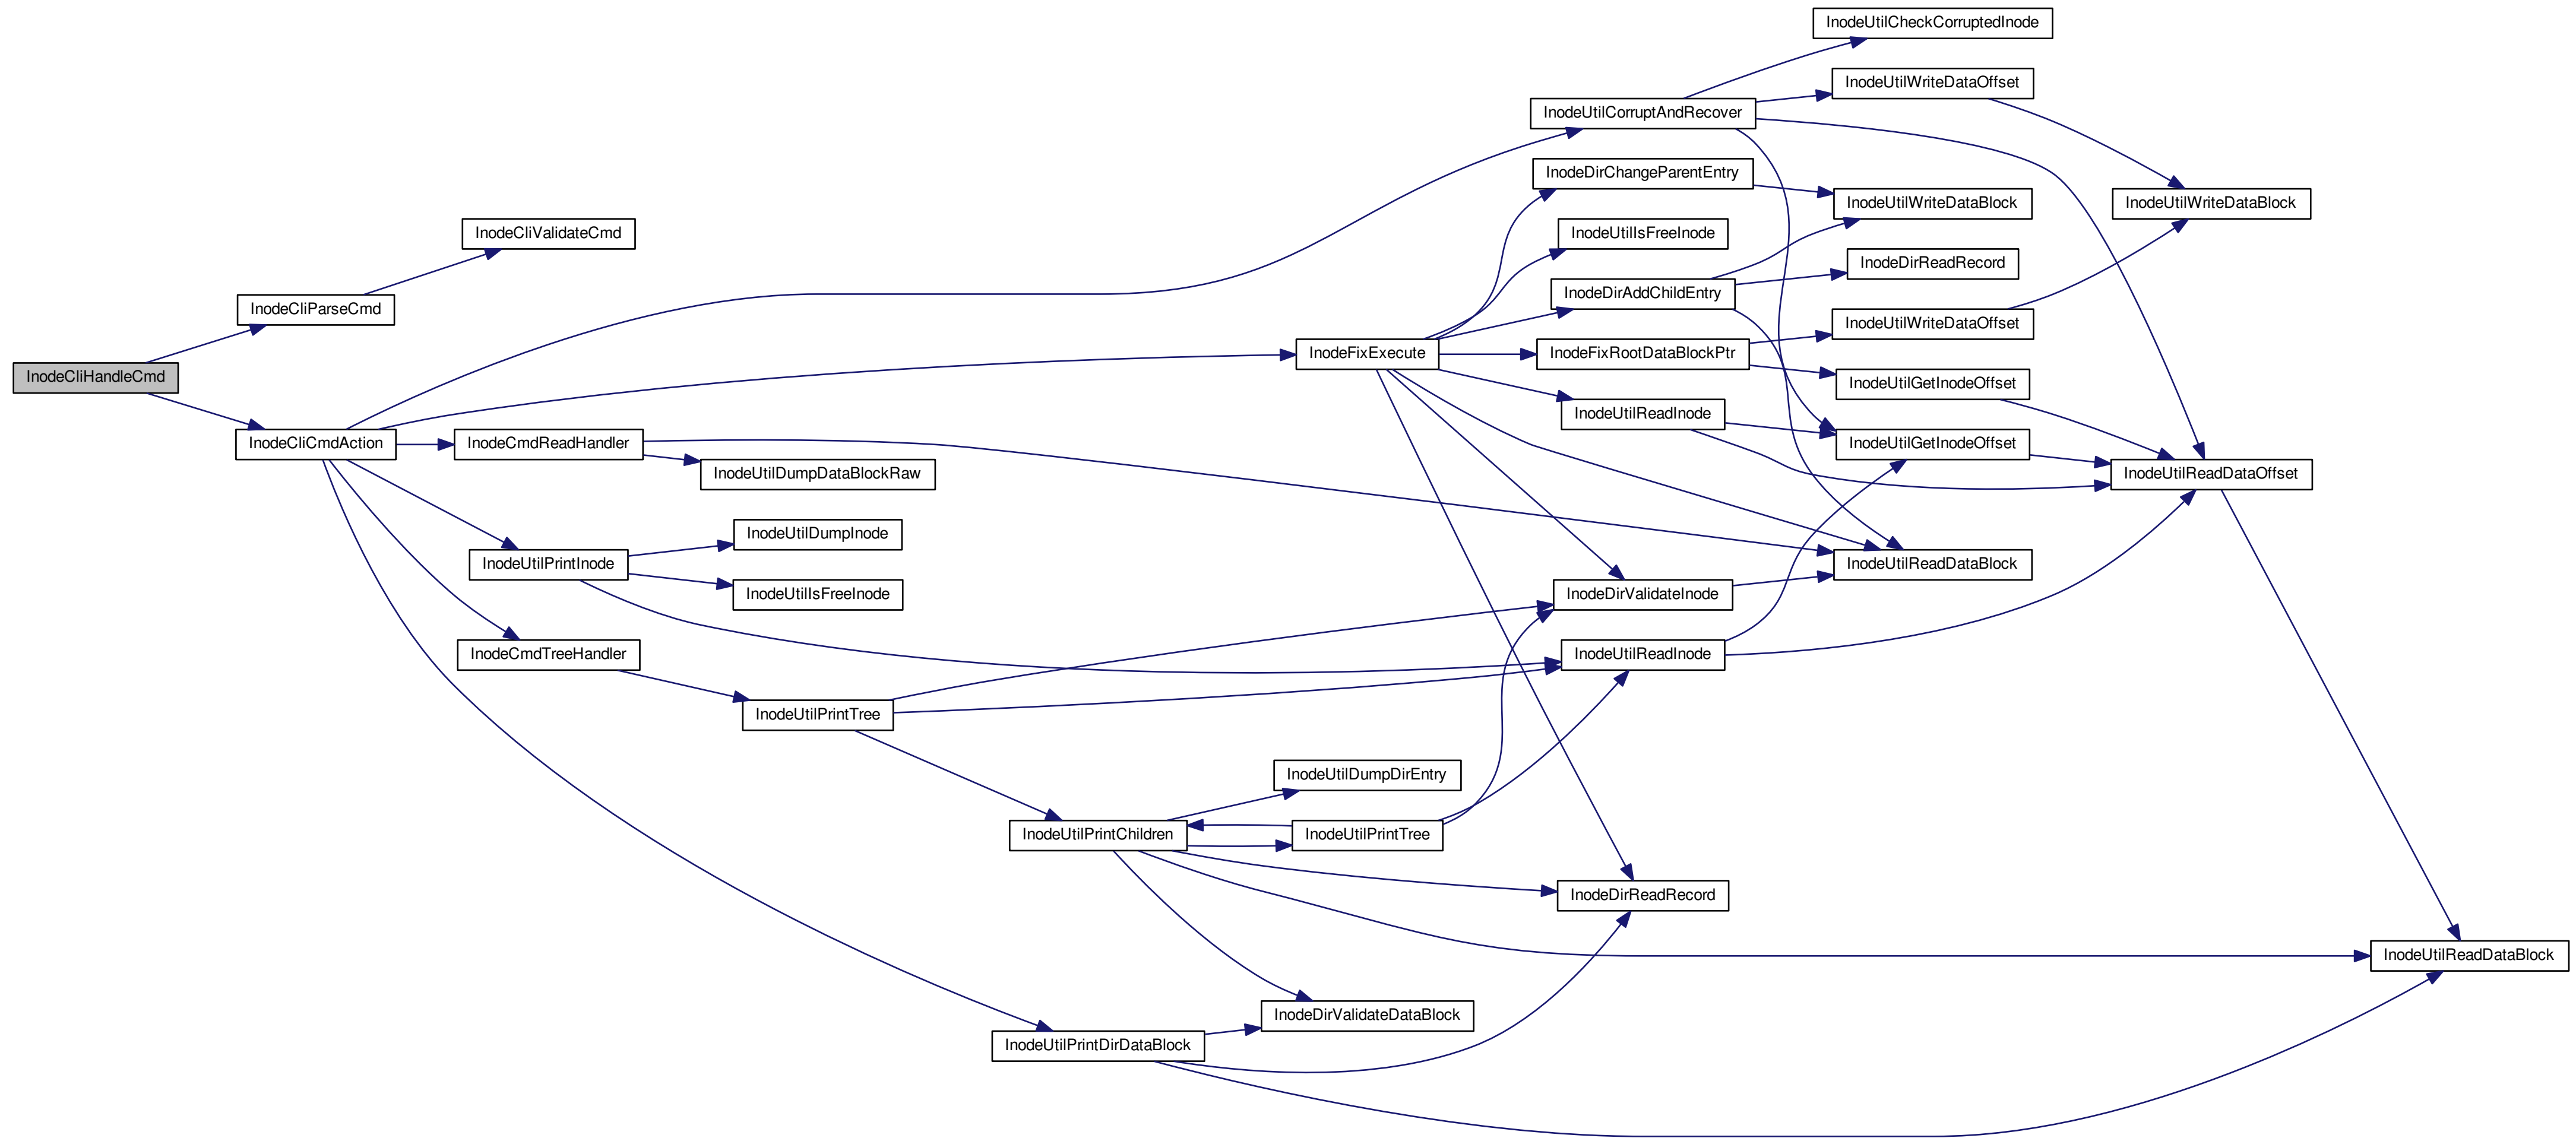 InodeUtilCheckCorruptedInode
InodeUtilWriteDataOffset
InodeUtilCorruptAndRecover
InodeDirChangeParentEntry
InodeUtilWriteDataBlock
InodeUtilWriteDataBlock
InodeCliValidateCmd
InodeUtilIsFreeInode
InodeDirReadRecord
InodeDirAddChildEntry
InodeCliParseCmd
InodeUtilWriteDataOffset
InodeFixExecute
InodeFixRootDataBlockPtr
InodeCliHandleCmd
InodeUtilGetInodeOffset
InodeUtilReadInode
InodeCliCmdAction
InodeCmdReadHandler
InodeUtilGetInodeOffset
InodeUtilDumpDataBlockRaw
InodeUtilReadDataOffset
InodeUtilDumpInode
InodeUtilPrintInode
InodeUtilReadDataBlock
InodeUtilIsFreeInode
InodeDirValidateInode
InodeCmdTreeHandler
InodeUtilReadInode
InodeUtilPrintTree
InodeUtilDumpDirEntry
InodeUtilPrintChildren
InodeUtilPrintTree
InodeDirReadRecord
InodeUtilReadDataBlock
InodeDirValidateDataBlock
InodeUtilPrintDirDataBlock